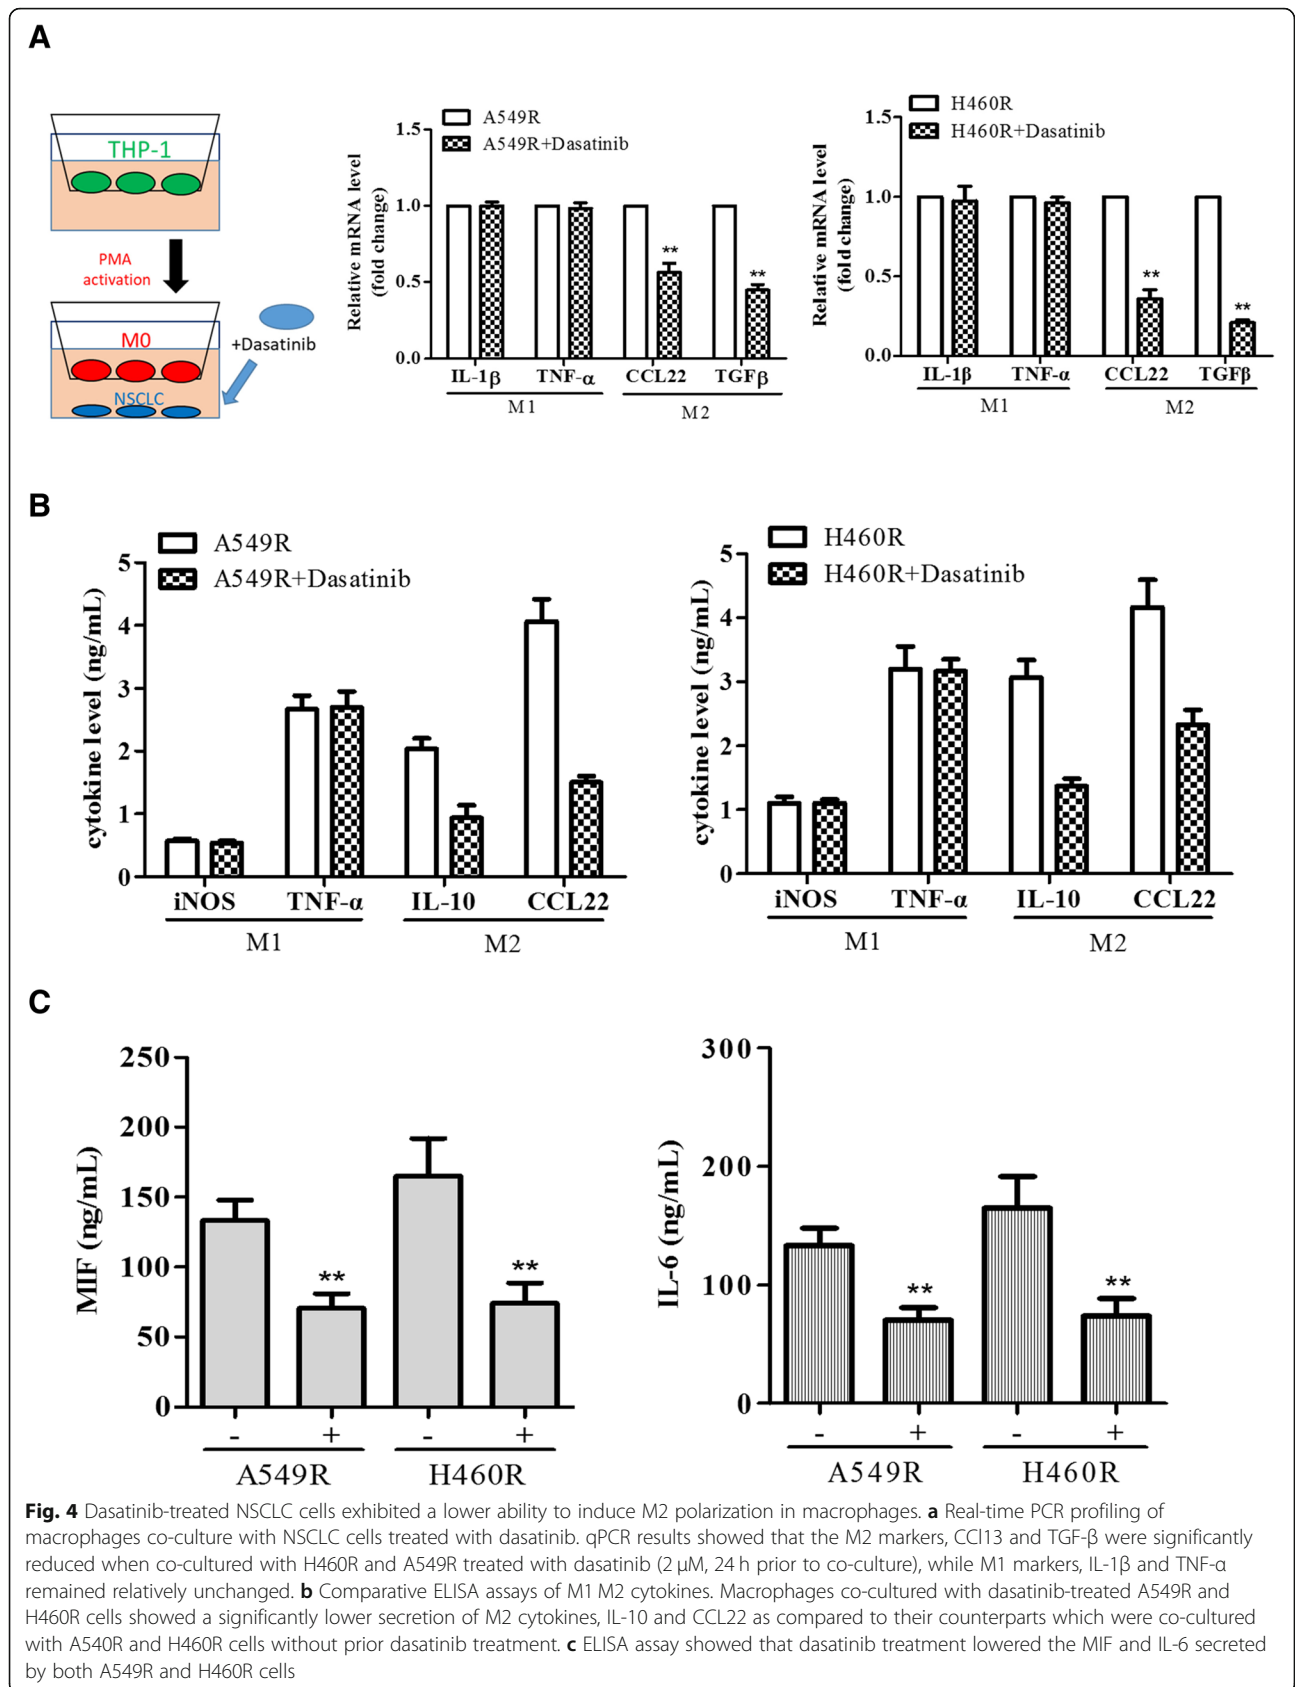 A
THP-1
PMA
activation
M0
+Dasatinib
NSCLC
A549R
A549R+Dasatinib
Relative mRNA level
(fold change)
1.5
1.0
0.5
0.0
IL-1β TNF-α CCL22 TGFβ
** **
M1 M2
H460R
H460R+Dasatinib
Relative mRNA level
(fold change)
1.5
1.0
0.5
0.0
IL-1β TNF-α CCL22 TGFβ
** **
M1 M2
B
A549R
A549R+Dasatinib
cytokine level (ng/mL)
5
4
3
2
1
0
iNOS TNF-α IL-10 CCL22
M1 M2
H460R
H460R+Dasatinib
cytokine level (ng/mL)
5
4
3
2
1
0
iNOS TNF-α IL-10 CCL22
M1 M2
C
MIF (ng/mL)
250
200
150
100
50
0
** **
- + - +
A549R H460R
IL-6 (ng/mL)
300
200
100
0
** **
- + - +
A549R H460R
Fig. 4 Dasatinib-treated NSCLC cells exhibited a lower ability to induce M2 polarization in macrophages. a Real-time PCR profiling of
macrophages co-culture with NSCLC cells treated with dasatinib. qPCR results showed that the M2 markers, CCl13 and TGF-β were significantly
reduced when co-cultured with H460R and A549R treated with dasatinib (2 μM, 24 h prior to co-culture), while M1 markers, IL-1β and TNF-α
remained relatively unchanged. b Comparative ELISA assays of M1 M2 cytokines. Macrophages co-cultured with dasatinib-treated A549R and
H460R cells showed a significantly lower secretion of M2 cytokines, IL-10 and CCL22 as compared to their counterparts which were co-cultured
with A540R and H460R cells without prior dasatinib treatment. c ELISA assay showed that dasatinib treatment lowered the MIF and IL-6 secreted
by both A549R and H460R cells